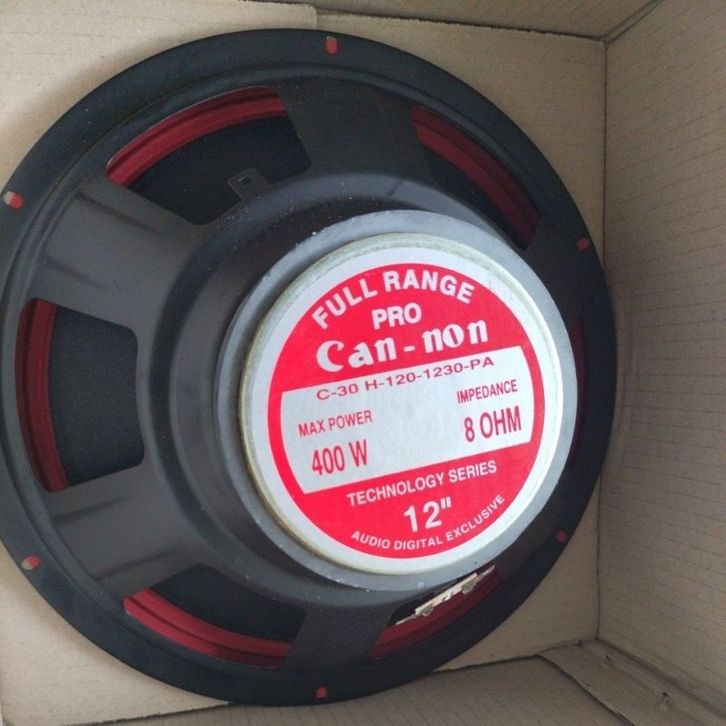 FULL RANGE
PRO
Can-non
C-30 H-120-1230-PA
MAX POWER
400 W
IMPEDANCE
8 OHM
TECHNOLOGY SERIES
12"
AUDIO DIGITAL EXCLUSIVE